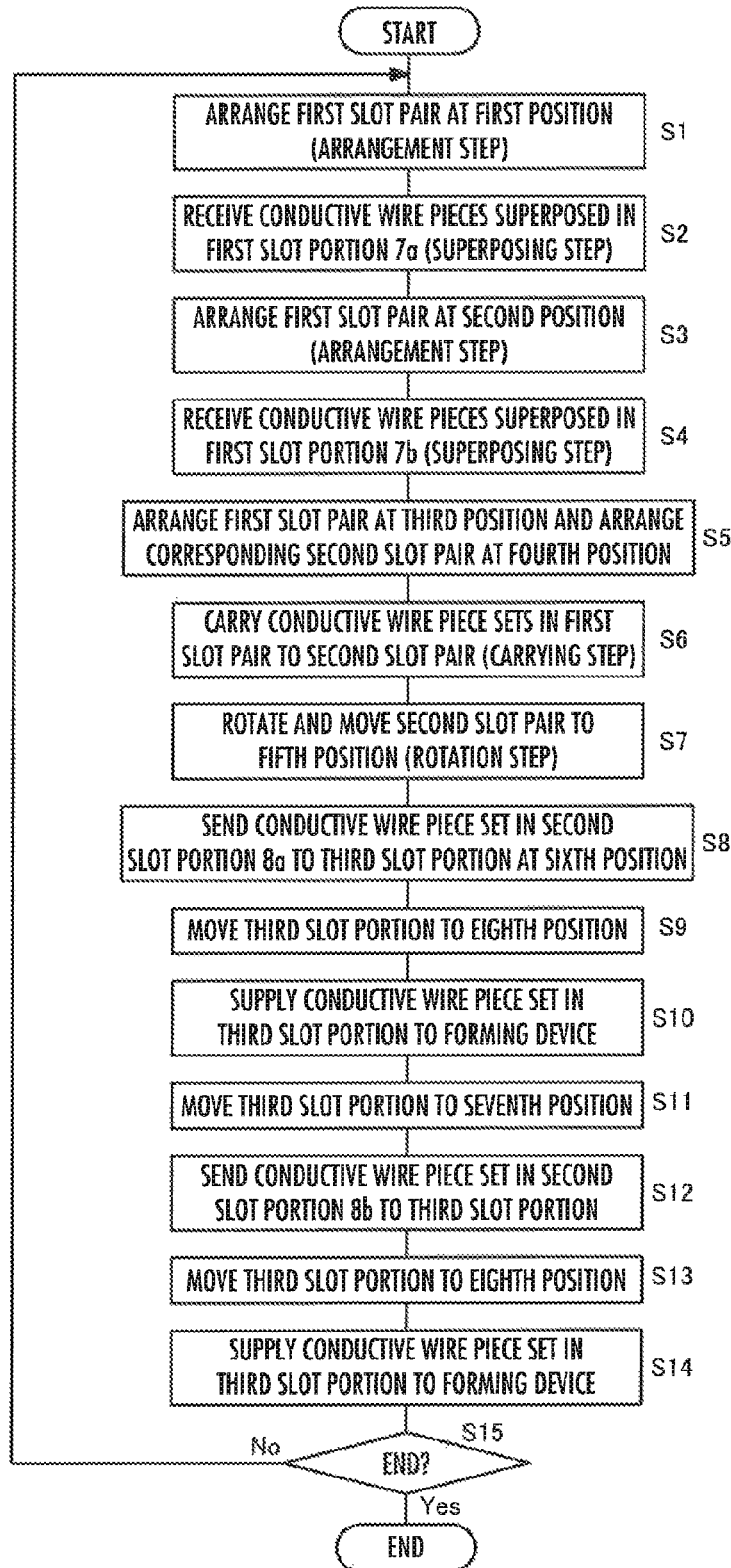 START
ARRANGE FIRST SLOT PAIR AT FIRST POSITION
(ARRANGEMENT STEP)
S1
RECEIVE CONDUCTIVE WIRE PIECES SUPERPOSED IN
FIRST SLOT PORTION 7a (SUPERPOSING STEP)
S2
ARRANGE FIRST SLOT PAIR AT SECOND POSITION
(ARRANGEMENT STEP)
S3
RECEIVE CONDUCTIVE WIRE PIECES SUPERPOSED IN
FIRST SLOT PORTION 7b (SUPERPOSING STEP)
S4
ARRANGE FIRST SLOT PAIR AT THIRD POSITION AND ARRANGE
CORRESPONDING SECOND SLOT PAIR AT FOURTH POSITION
S5
CARRY CONDUCTIVE WIRE PIECE SETS IN FIRST
SLOT PAIR TO SECOND SLOT PAIR (CARRYING STEP)
S6
ROTATE AND MOVE SECOND SLOT PAIR TO
FIFTH POSITION (ROTATION STEP)
S7
SEND CONDUCTIVE WIRE PIECE SET IN SECOND
SLOT PORTION 8a TO THIRD SLOT PORTION AT SIXTH POSITION
S8
MOVE THIRD SLOT PORTION TO EIGHTH POSITION
S9
SUPPLY CONDUCTIVE WIRE PIECE SET IN
THIRD SLOT PORTION TO FORMING DEVICE
S10
MOVE THIRD SLOT PORTION TO SEVENTH POSITION
S11
SEND CONDUCTIVE WIRE PIECE SET IN SECOND
SLOT PORTION 8b TO THIRD SLOT PORTION
S12
MOVE THIRD SLOT PORTION TO EIGHTH POSITION
S13
SUPPLY CONDUCTIVE WIRE PIECE SET IN
THIRD SLOT PORTION TO FORMING DEVICE
S14
S15
No
END?
Yes
END